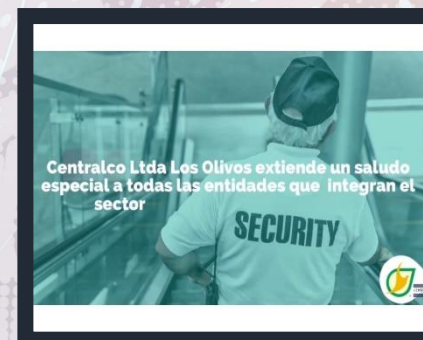 Centralco Ltda Los Olivos extiende un saludo
especial a todas las entidades que integran el
sector
SECURITY